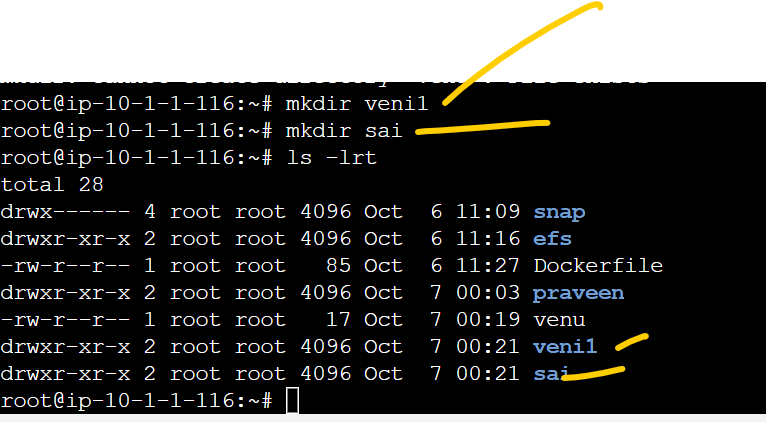 root@ip-10-1-1-116:~# mkdir veni1
root@ip-10-1-1-116:~# mkdir sai
root@ip-10-1-1-116:~# ls -lrt
total 28
drwx------ 4 root root 4096 Oct  6 11:09 snap
drwxr-xr-x 2 root root 4096 Oct  6 11:16 efs
-rw-r--r-- 1 root root   85 Oct  6 11:27 Dockerfile
drwxr-xr-x 2 root root 4096 Oct  7 00:03 praveen
-rw-r--r-- 1 root root   17 Oct  7 00:19 venu
drwxr-xr-x 2 root root 4096 Oct  7 00:21 veni1
drwxr-xr-x 2 root root 4096 Oct  7 00:21 sai
root@ip-10-1-1-116:~#